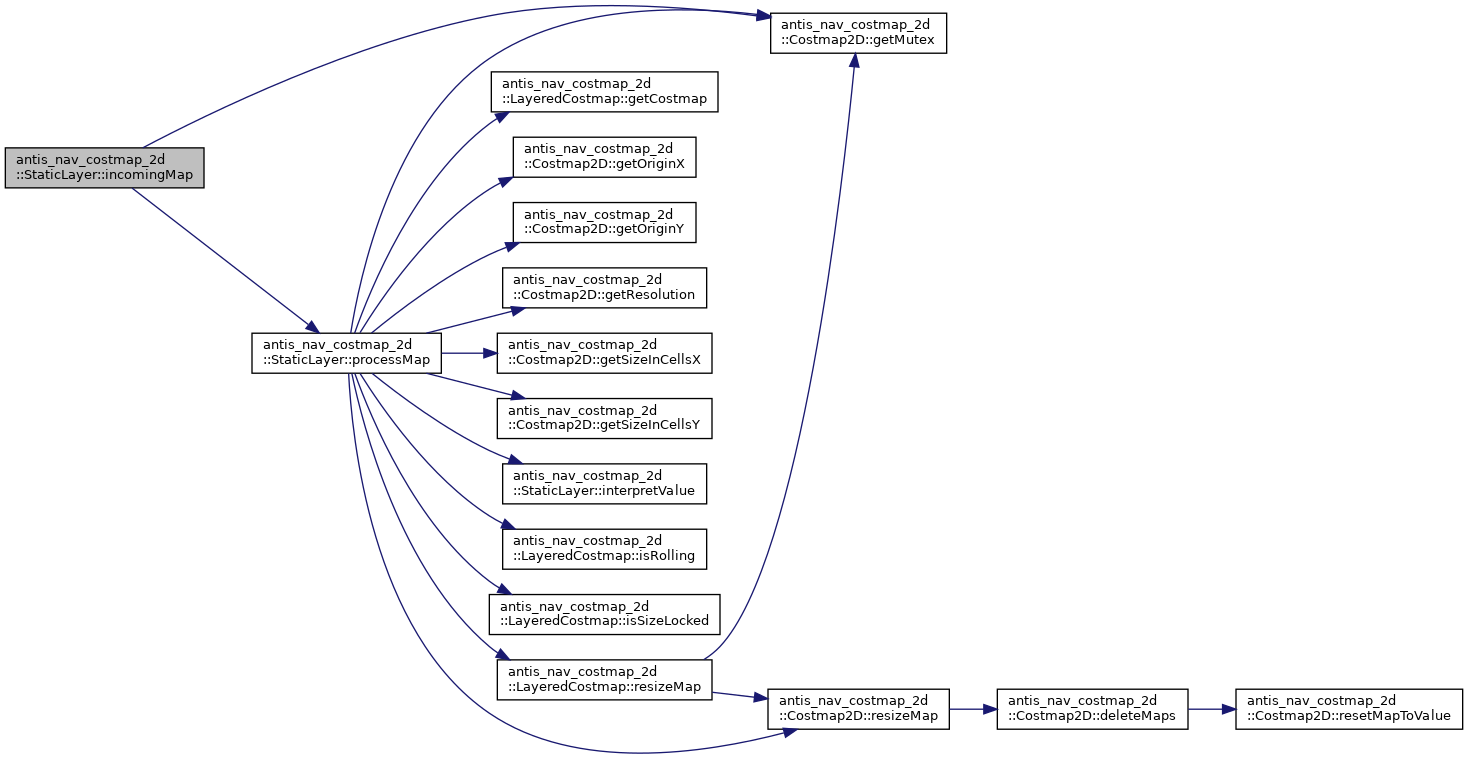 antis_nav_costmap_2d
::Costmap2D::getMutex
antis_nav_costmap_2d
::LayeredCostmap::getCostmap
antis_nav_costmap_2d
::Costmap2D::getOriginX
antis_nav_costmap_2d
::StaticLayer::incomingMap
antis_nav_costmap_2d
::Costmap2D::getOriginY
antis_nav_costmap_2d
::Costmap2D::getResolution
antis_nav_costmap_2d
::StaticLayer::processMap
antis_nav_costmap_2d
::Costmap2D::getSizeInCellsX
antis_nav_costmap_2d
::Costmap2D::getSizeInCellsY
antis_nav_costmap_2d
::StaticLayer::interpretValue
antis_nav_costmap_2d
::LayeredCostmap::isRolling
antis_nav_costmap_2d
::LayeredCostmap::isSizeLocked
antis_nav_costmap_2d
::LayeredCostmap::resizeMap
antis_nav_costmap_2d
::Costmap2D::resizeMap
antis_nav_costmap_2d
::Costmap2D::deleteMaps
antis_nav_costmap_2d
::Costmap2D::resetMapToValue